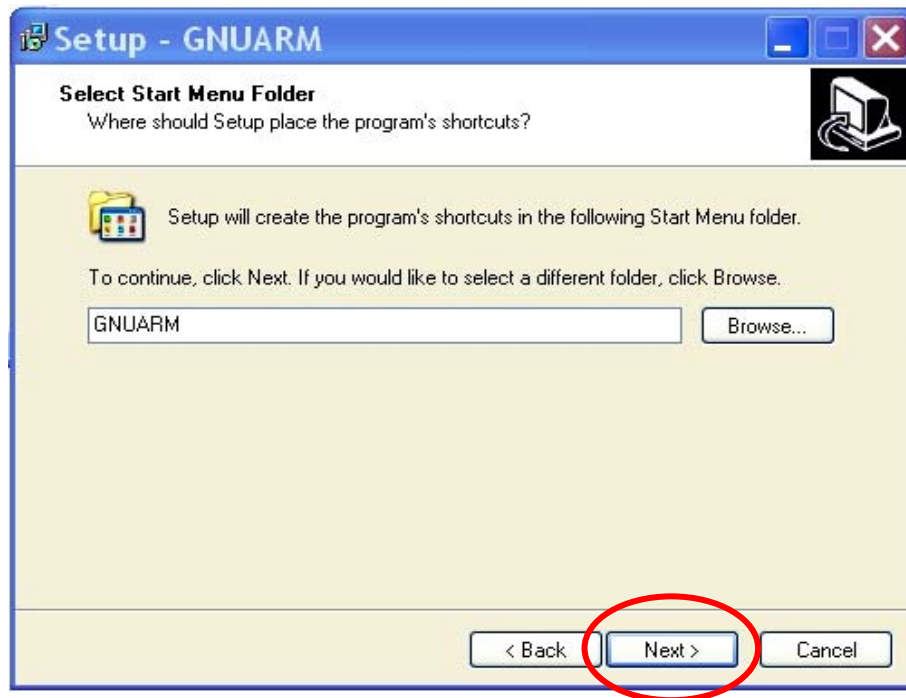 Setup - GNUARM
Select Start Menu Folder
Where should Setup place the program's shortcuts?
Setup will create the program's shortcuts in the following Start Menu folder.
To continue, click Next. If you would like to select a different folder, click Browse.
GNUARM
Browse...
< Back
Next >
Cancel